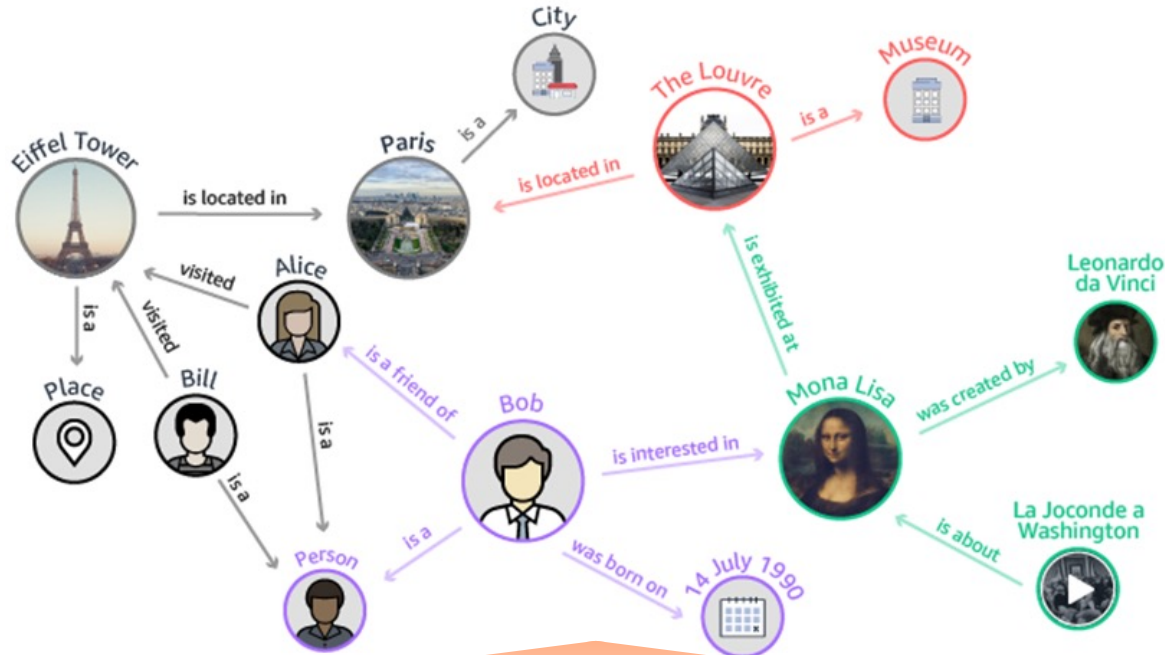 City
The Louvre
Museum
is a
is a
Eiffel Tower
Paris
is located in
is located in
visited
Alice
is exhibited at
Leonardo
da Vinci
is a
visited
is a friend of
Place
Bill
Bob
Mona Lisa
was created by
is a
is interested in
is a
La Joconde a
Washington
is a
is about
Person
was born on
14 July 1990